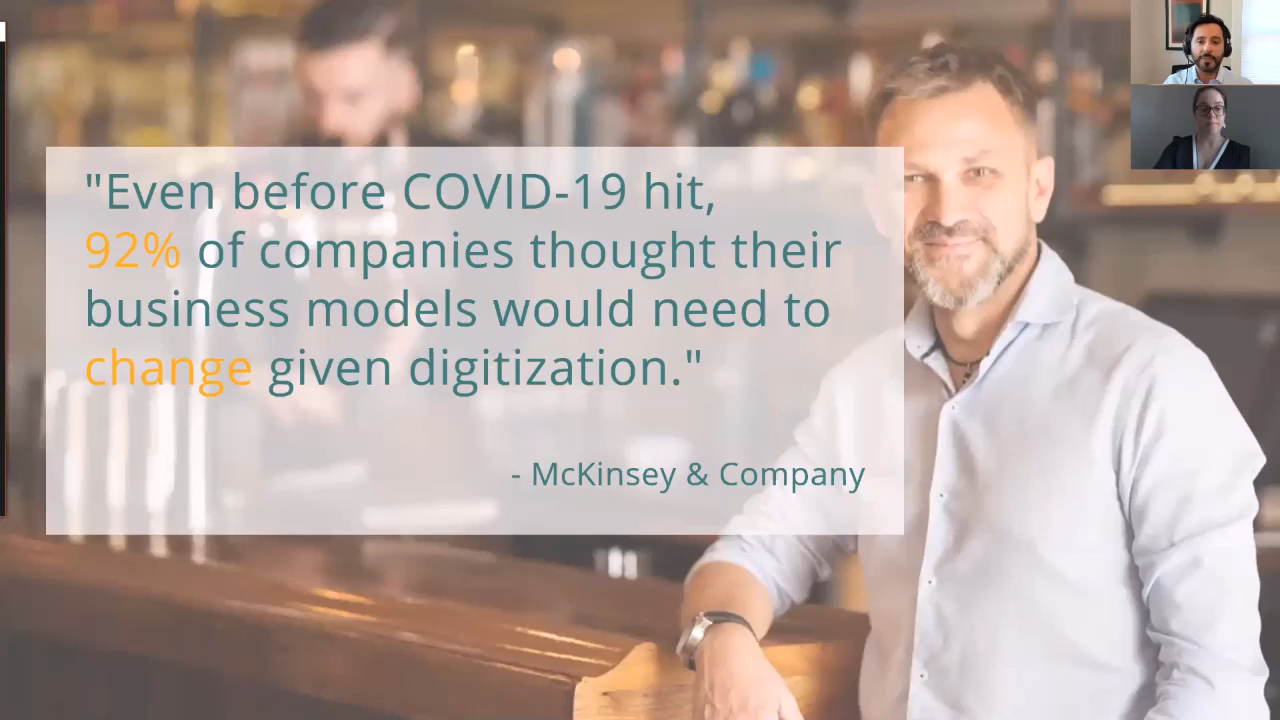 "Even before COVID-19 hit,
92% of companies thought their
business models would need to
change given digitization."
- McKinsey & Company